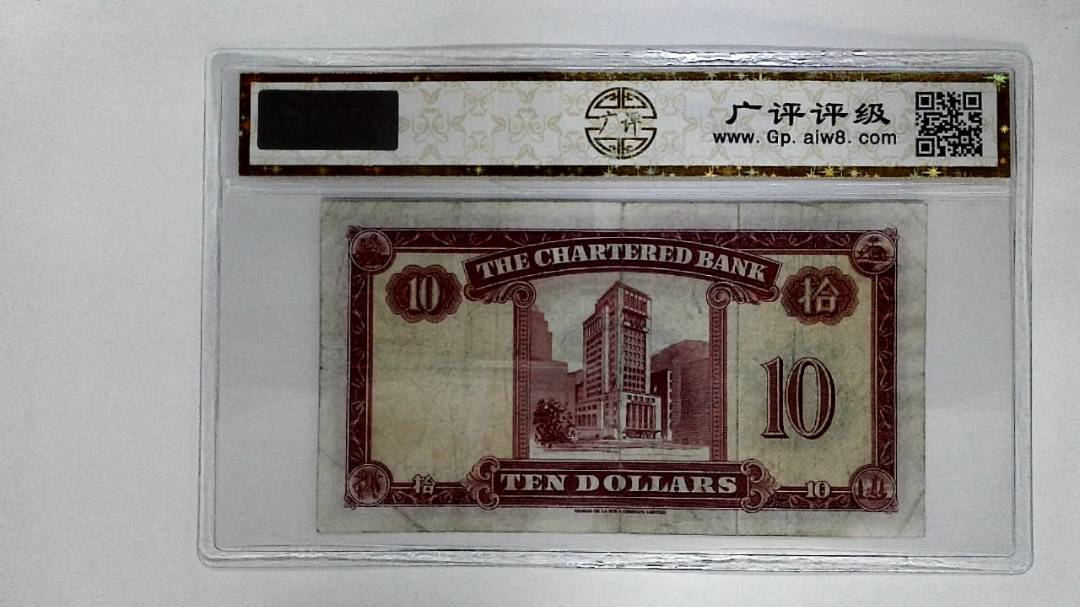 广评
广评评级
www. Gp. aiw8. com
THE CHARTERED BANK
10
拾
10
TEN DOLLARS
拾
10